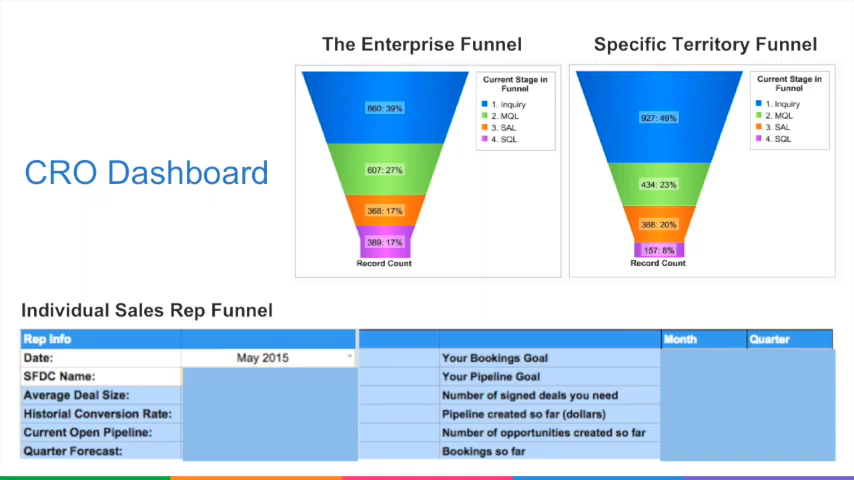 The Enterprise Funnel
Specific Territory Funnel
CRO Dashboard
Current Stage in
Funnel
1. Inquiry
2. MQL
3. SAL
4. SQL
860: 39%
607: 27%
368: 17%
389: 17%
Record Count
Current Stage in
Funnel
1. Inquiry
2. MQL
3. SAL
4. SQL
927: 49%
434: 23%
388: 20%
157: 8%
Record Count
Individual Sales Rep Funnel
Rep Info Month Quarter
Date: May 2015 Your Bookings Goal
SFDC Name: Your Pipeline Goal
Average Deal Size: Number of signed deals you need
Historial Conversion Rate: Pipeline created so far (dollars)
Current Open Pipeline: Number of opportunities created so far
Quarter Forecast: Bookings so far